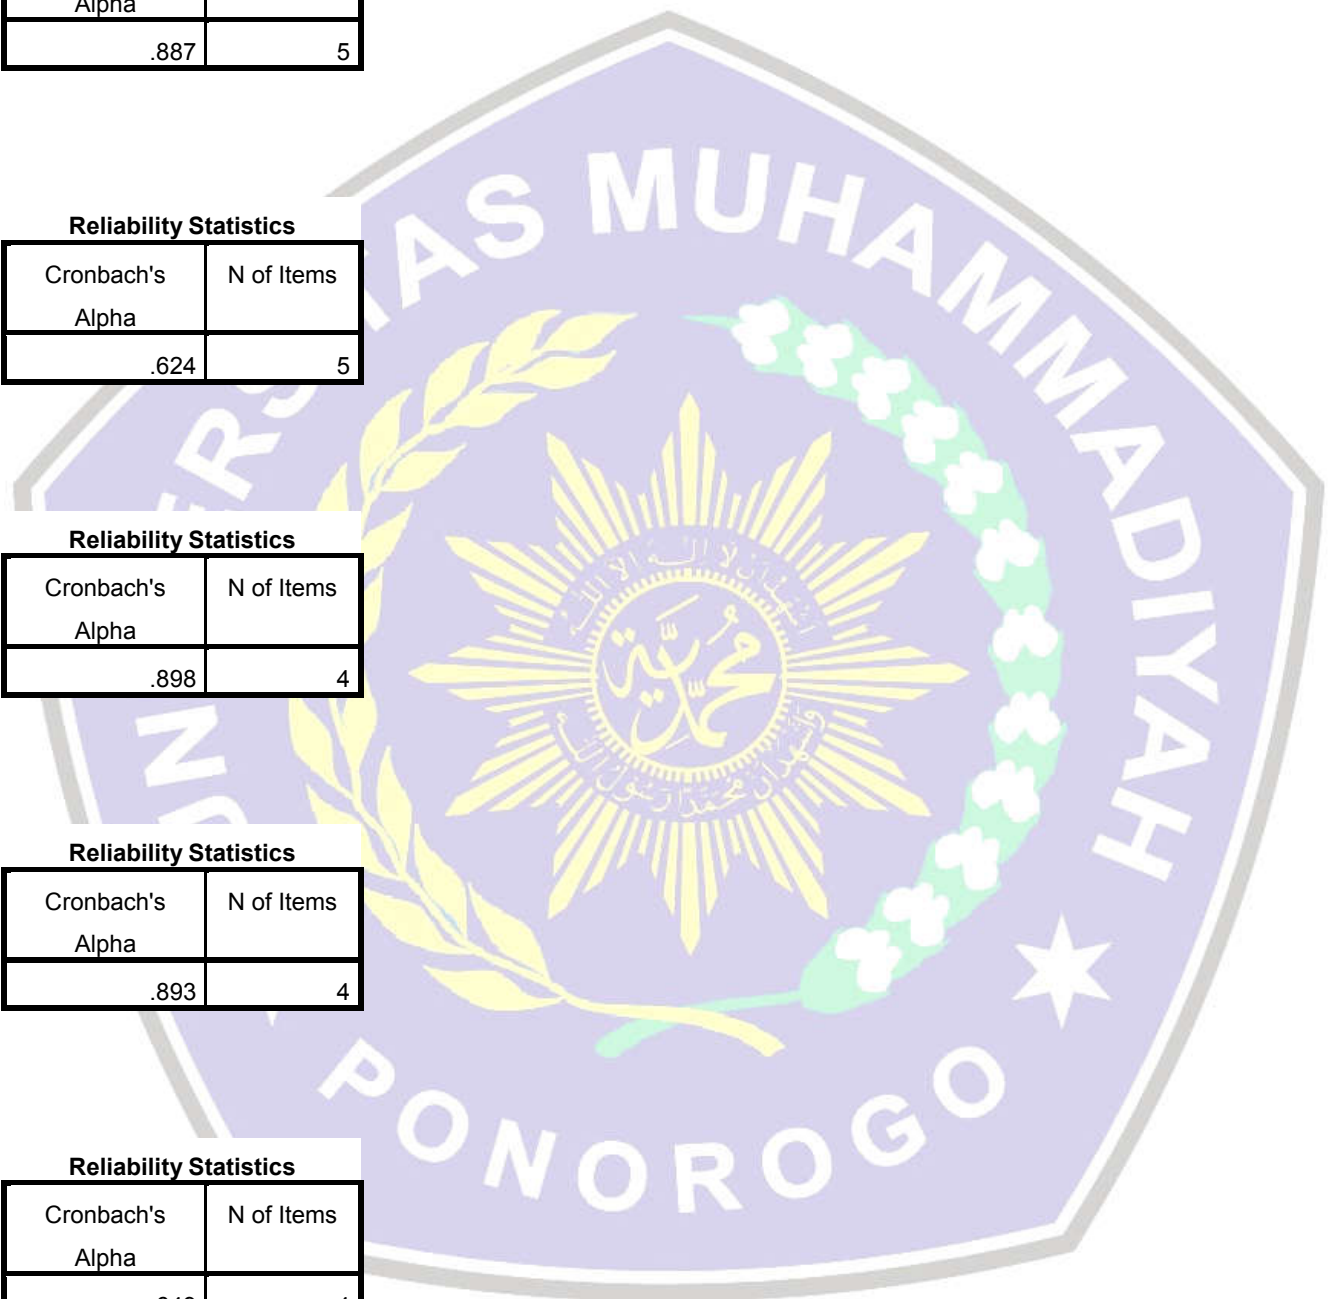 Alpha
.887 5
Reliability Statistics
Cronbach's N of Items
Alpha
.624 5
Reliability Statistics
Cronbach's N of Items
Alpha
.898 4
Reliability Statistics
Cronbach's N of Items
Alpha
.893 4
Reliability Statistics
Cronbach's N of Items
Alpha
MUHAMMADIYAH
PONOROGO
محمدية